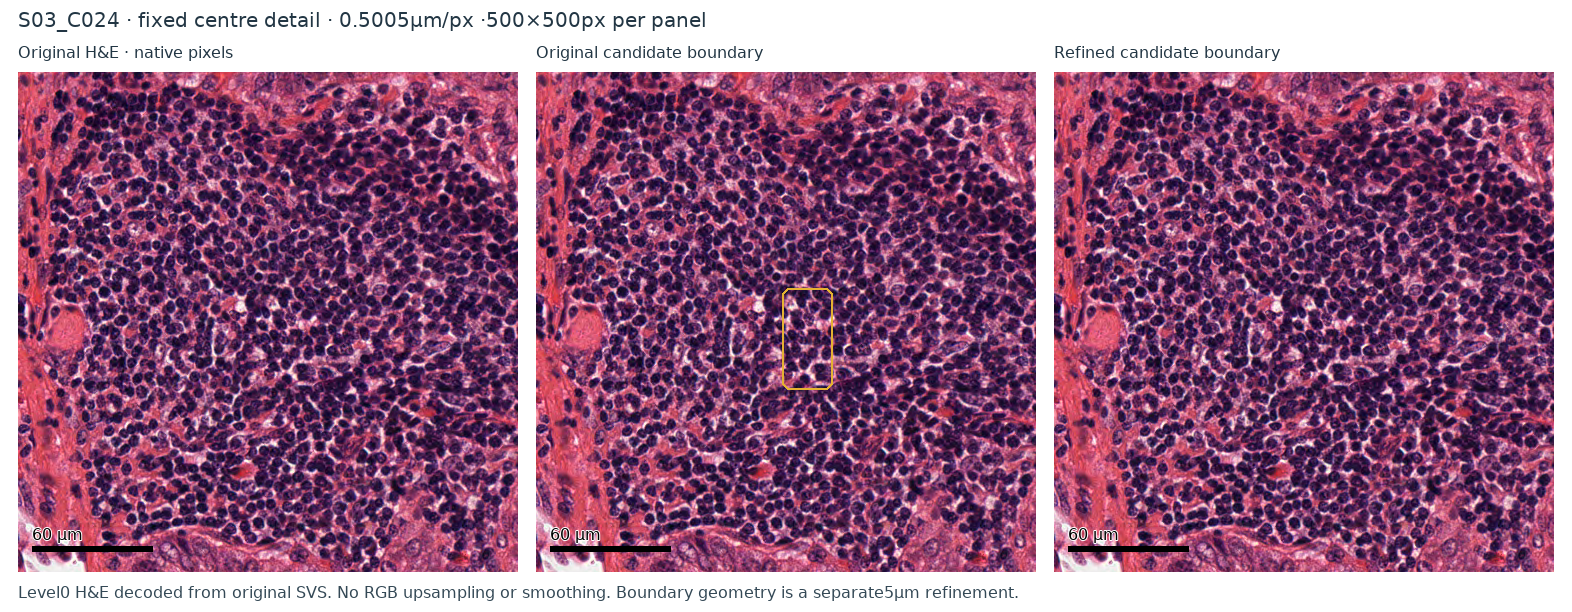 S03_C024 · fixed centre detail · 0.5005µm/px ·500×500px per panel
Original H&E · native pixels
Original candidate boundary
Refined candidate boundary
60 µm
60 µm
60 µm
Level0 H&E decoded from original SVS. No RGB upsampling or smoothing. Boundary geometry is a separate5µm refinement.